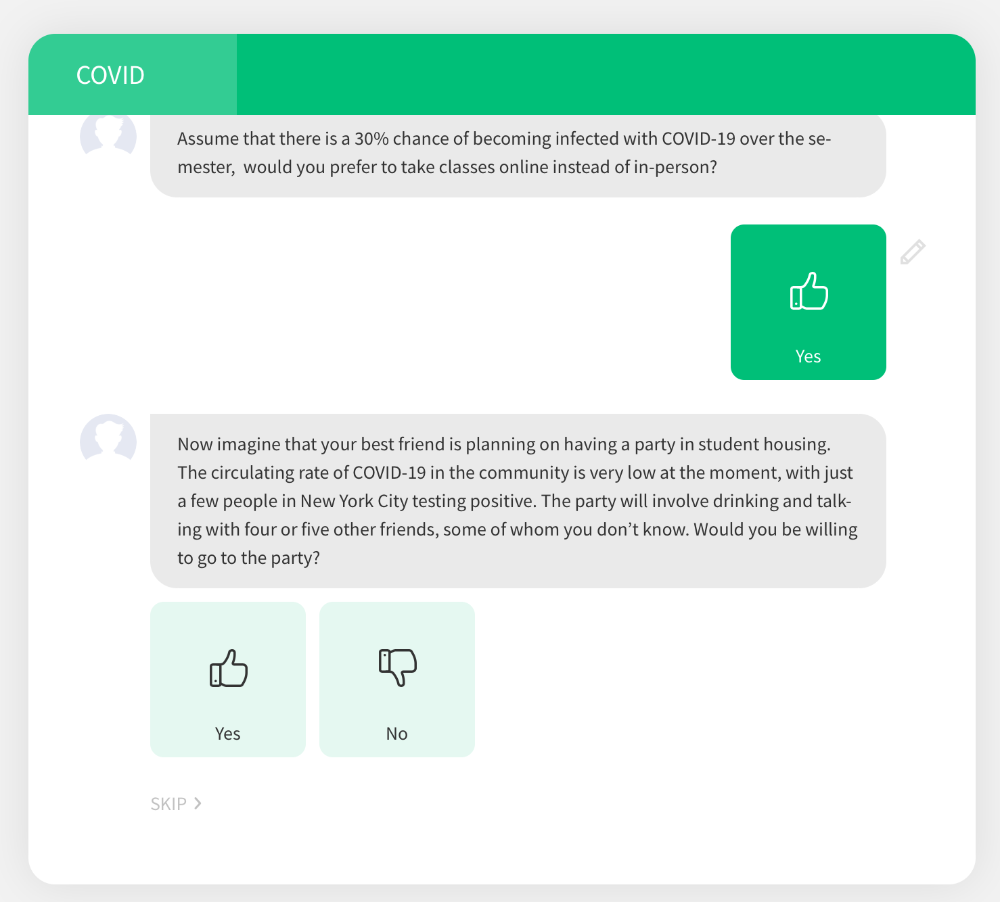 COVID
Assume that there is a 30% chance of becoming infected with COVID-19 over the se-
mester,  would you prefer to take classes online instead of in-person?
Yes
Now imagine that your best friend is planning on having a party in student housing.
The circulating rate of COVID-19 in the community is very low at the moment, with just
a few people in New York City testing positive. The party will involve drinking and talk-
ing with four or five other friends, some of whom you don’t know. Would you be willing
to go to the party?
Yes
No
SKIP